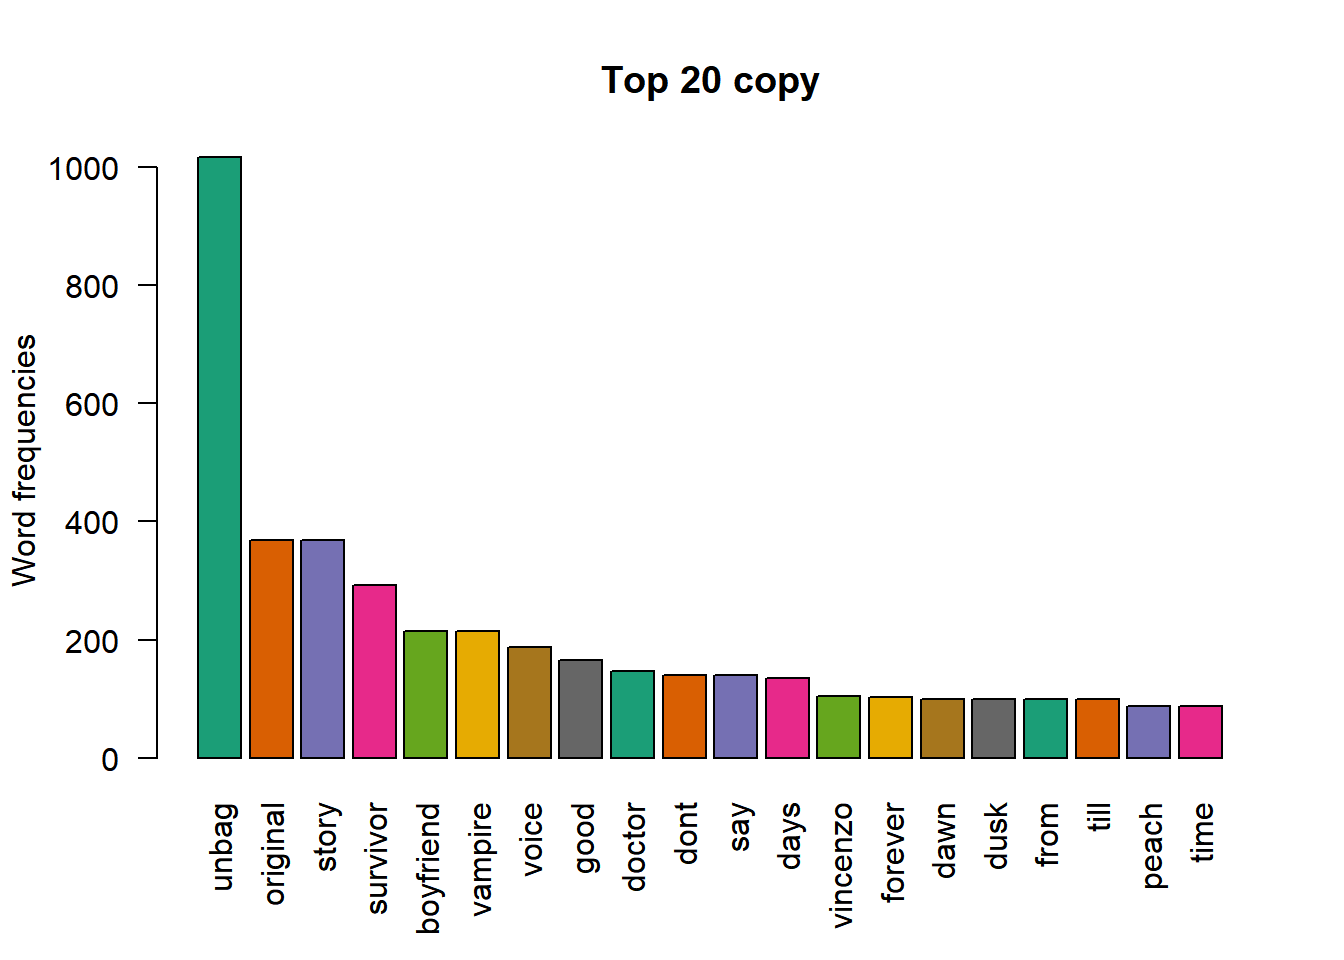 Top 20 copy
Word frequencies
1000
800
600
400
200
0
unbag
original
story
survivor
boyfriend
vampire
voice
good
doctor
dont
say
days
vincenzo
forever
dawn
dusk
from
till
peach
time